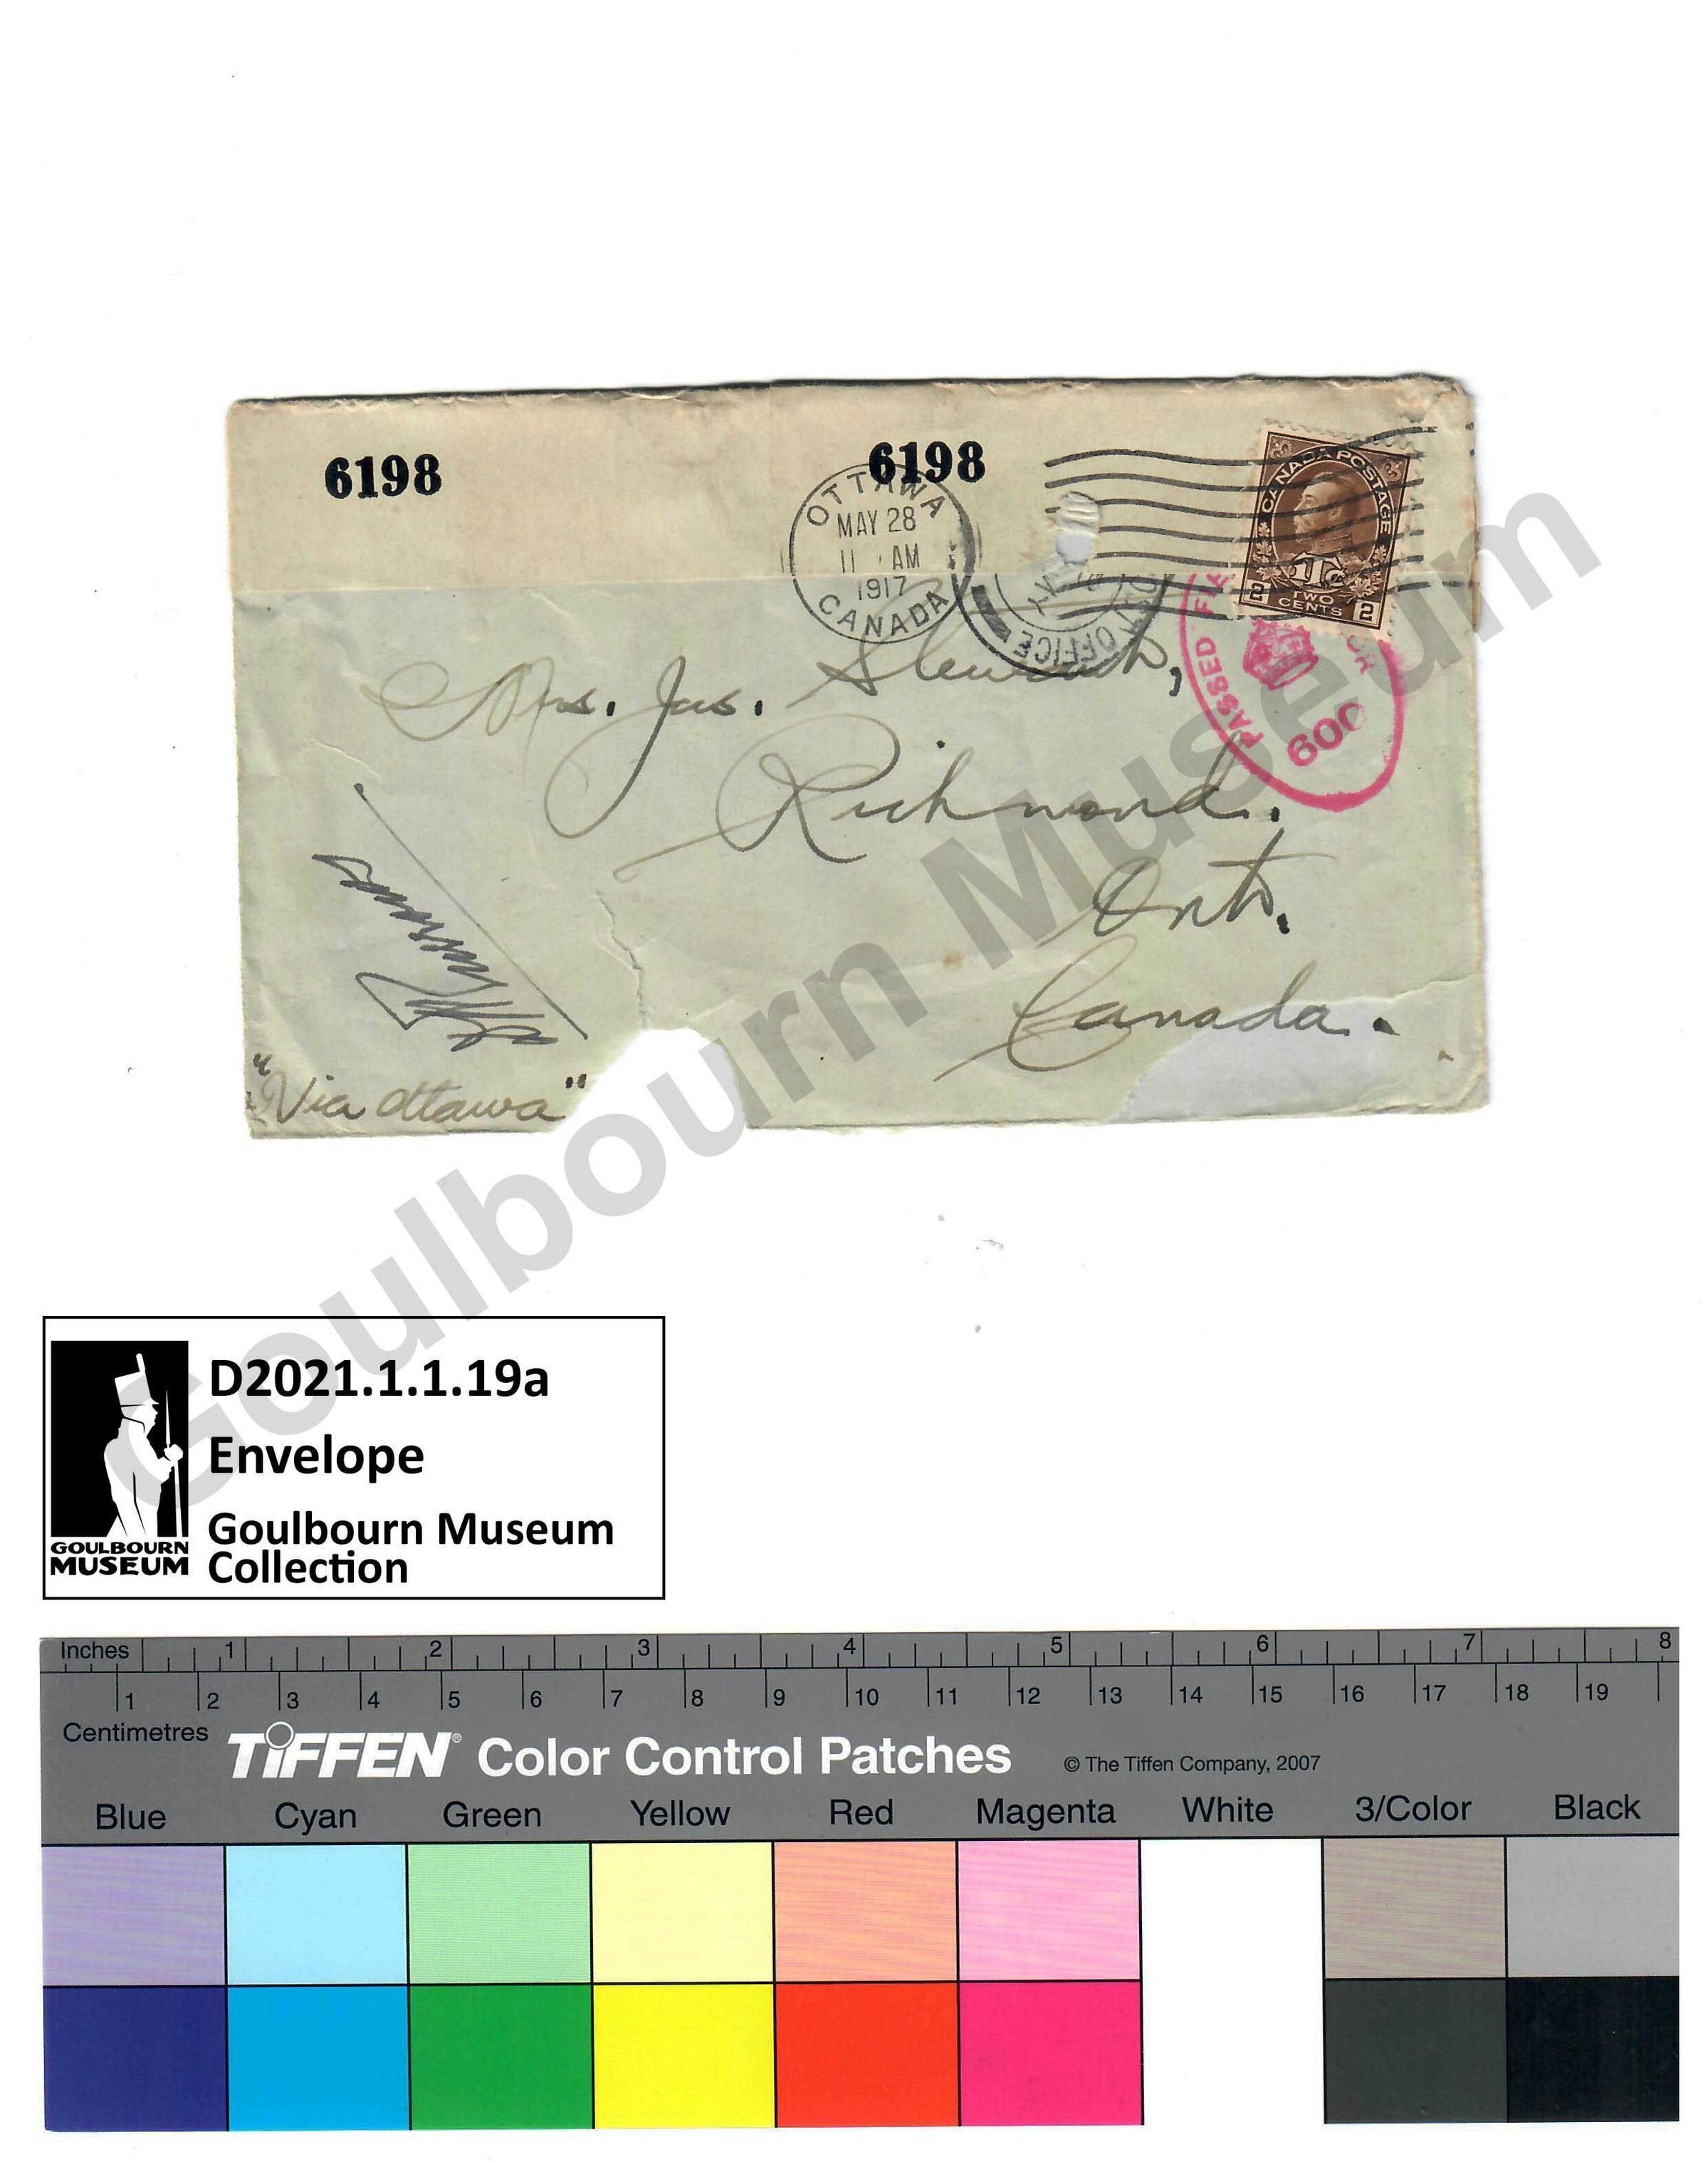 6198 6198
OTTAWA
MAY 28
11 AM
1917
CANADA
OFFICE
CANADA POSTAGE
1Tc
2 TWO CENTS 2
PASSED
600
Mrs. Jas. Stewart,
Richmond.
Ont.
Canada.
"Via Ottawa"
Goulbourn Museum
D2021.1.1.19a
Envelope
Goulbourn Museum
Collection
GOULBOURN
MUSEUM
Inches 1 2 3 4 5 6 7 8
1 2 3 4 5 6 7 8 9 10 11 12 13 14 15 16 17 18 19
Centimetres
TIFFEN® Color Control Patches © The Tiffen Company, 2007
Blue Cyan Green Yellow Red Magenta White 3/Color Black